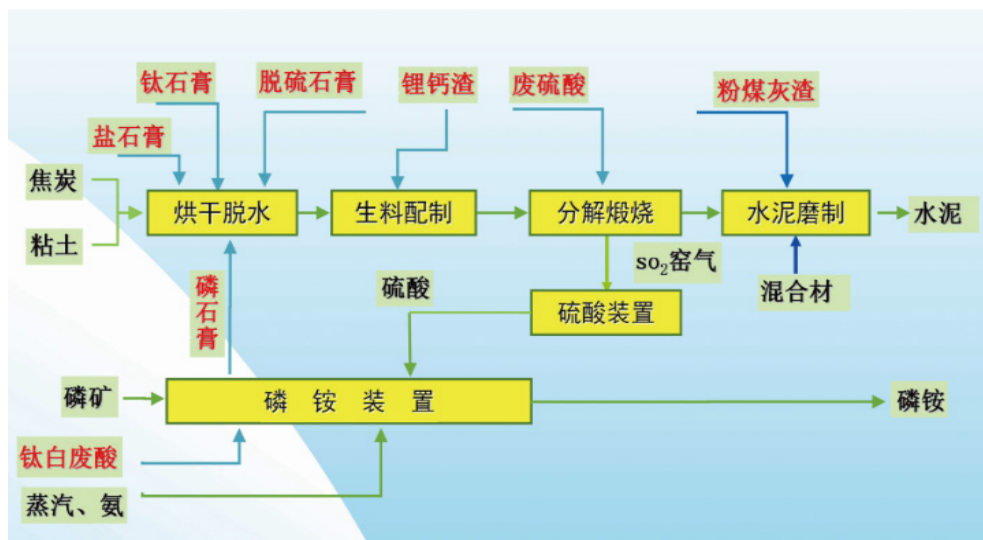 钛石膏
脱硫石膏
锂钙渣
废硫酸
粉煤灰渣
盐石膏
焦炭
烘干脱水
生料配制
分解煅烧
水泥磨制
水泥
粘土
so₂窑气
磷石膏
硫酸
混合材
硫酸装置
磷矿
磷 铵 装 置
磷铵
钛白废酸
蒸汽、氨